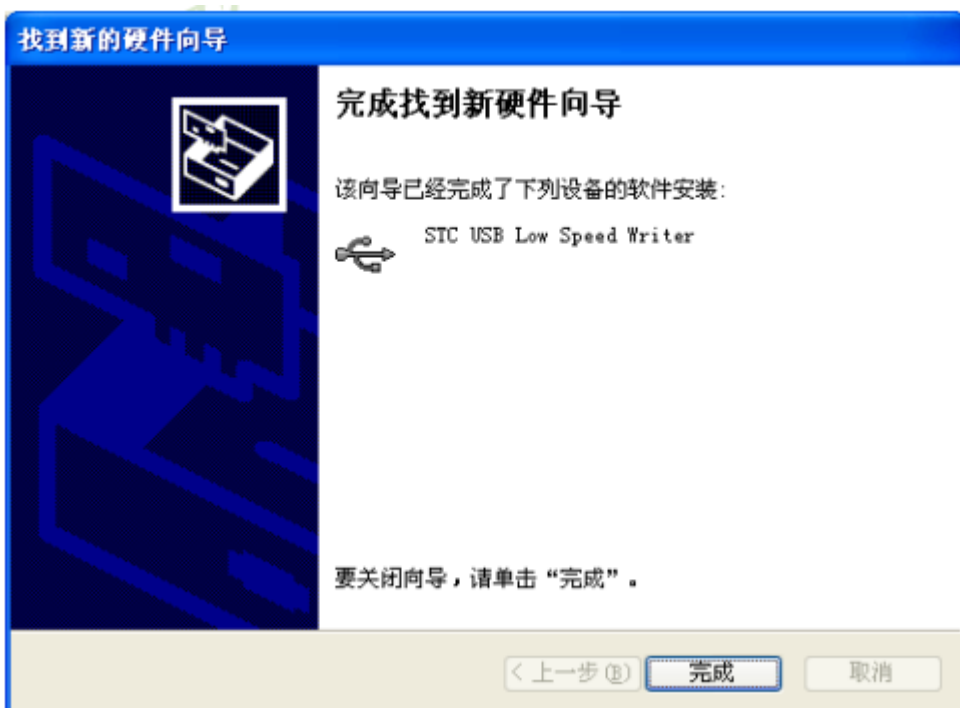 找到新的硬件向导
完成找到新硬件向导
该向导已经完成了下列设备的软件安装:
STC USB Low Speed Writer
要关闭向导，请单击“完成”。
< 上一步(B) 完成 取消